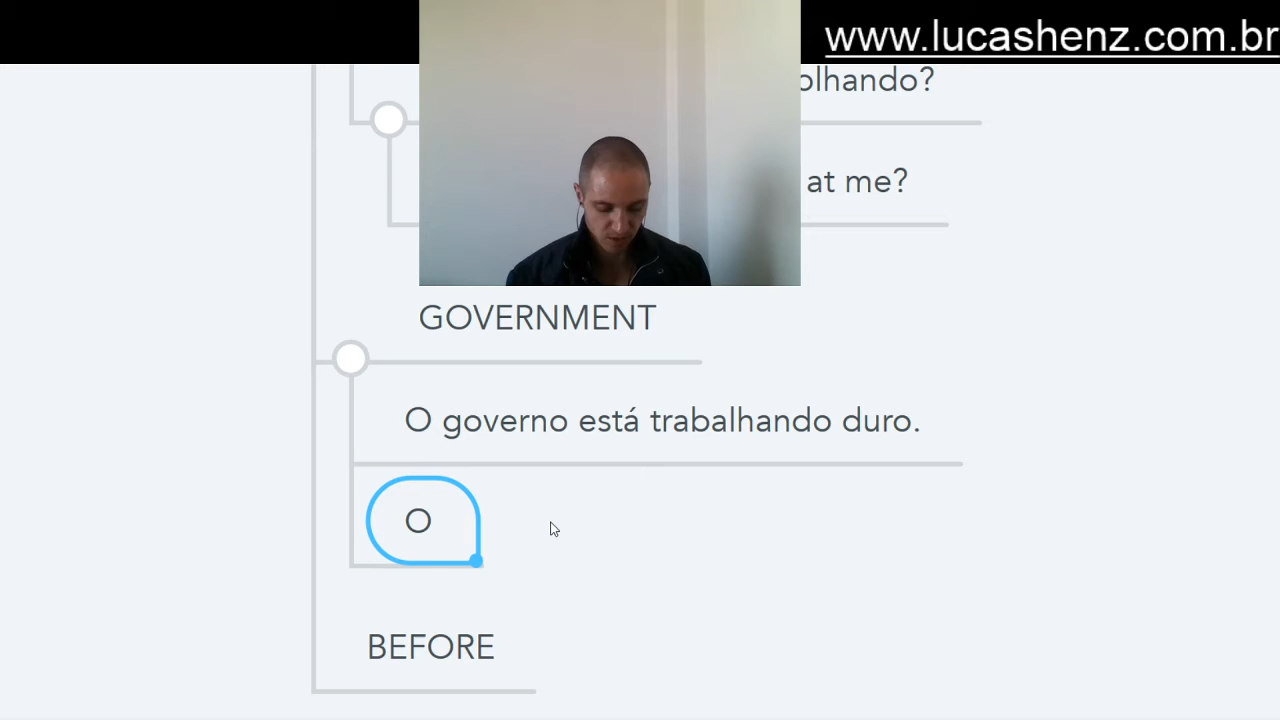 www.lucashenz.com.br
olhando?
at me?
GOVERNMENT
O governo está trabalhando duro.
O
BEFORE